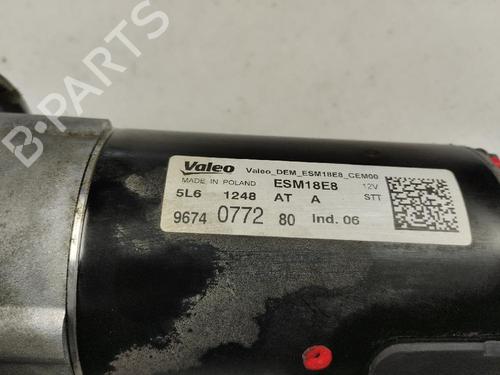 B-PARTS
Valeo Valeo_DEM_ESM18E8_CEM00
MADE IN POLAND ESM18E8 12V
5L6 1248 AT A STT
9674 0772 80 Ind. 06